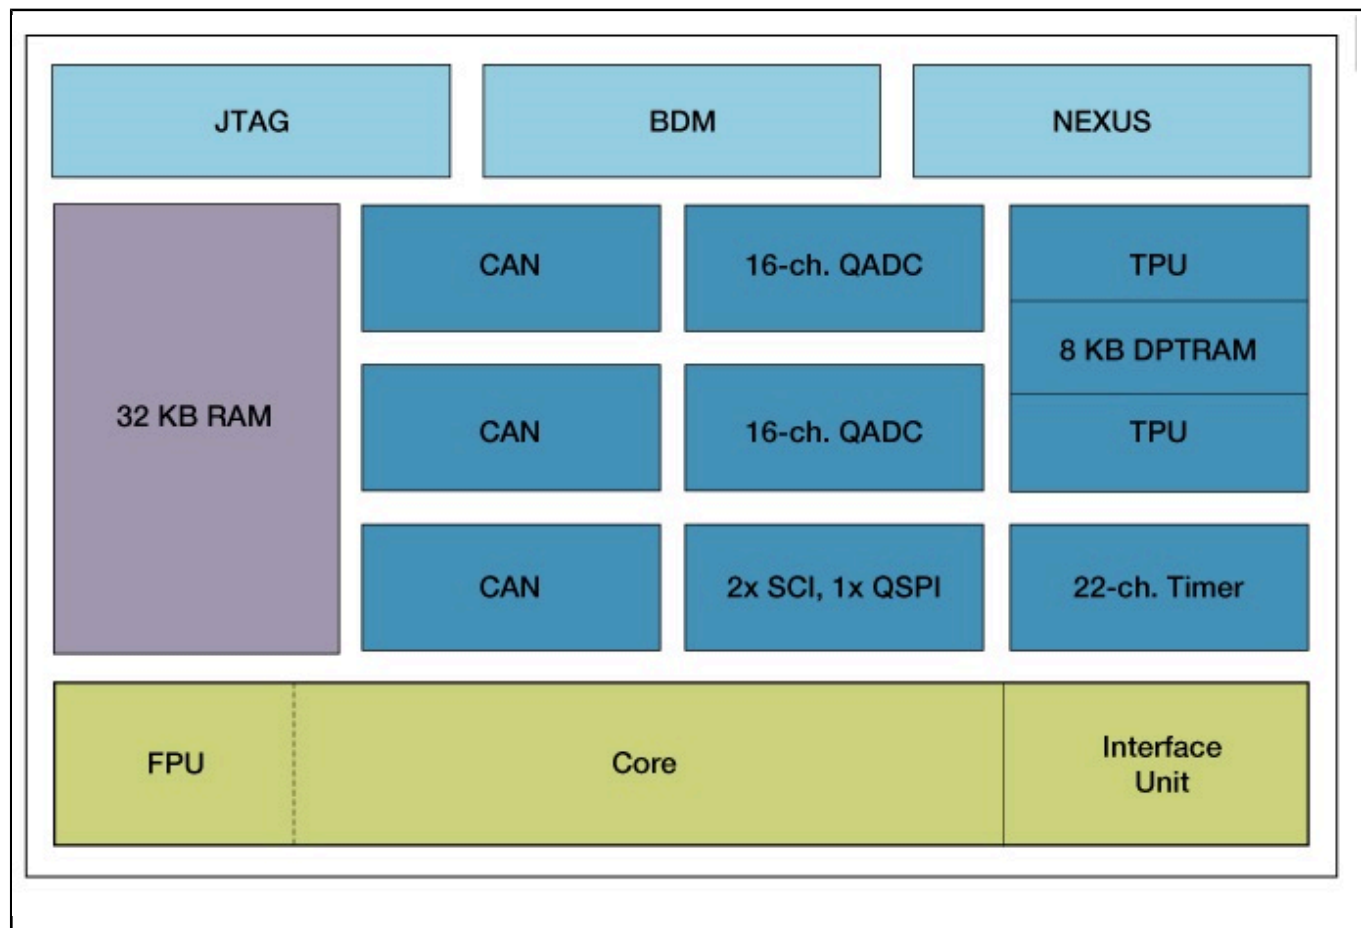 JTAG
BDM
NEXUS
32 KB RAM
CAN
16-ch. QADC
TPU
8 KB DPTRAM
CAN
16-ch. QADC
TPU
CAN
2x SCI, 1x QSPI
22-ch. Timer
FPU
Core
Interface
Unit